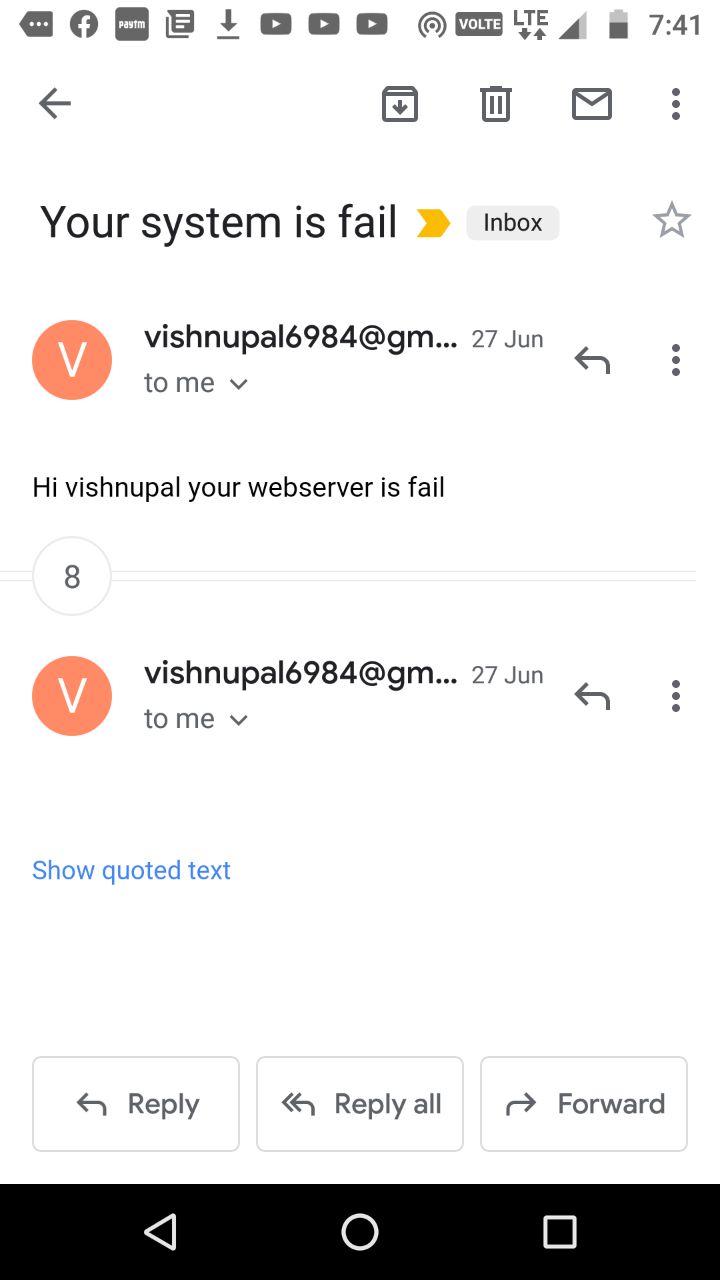 paytm VOLTE LTE 7:41
Your system is fail Inbox
V vishnupal6984@gm... 27 Jun
to me
Hi vishnupal your webserver is fail
8
V vishnupal6984@gm... 27 Jun
to me
Show quoted text
Reply Reply all Forward